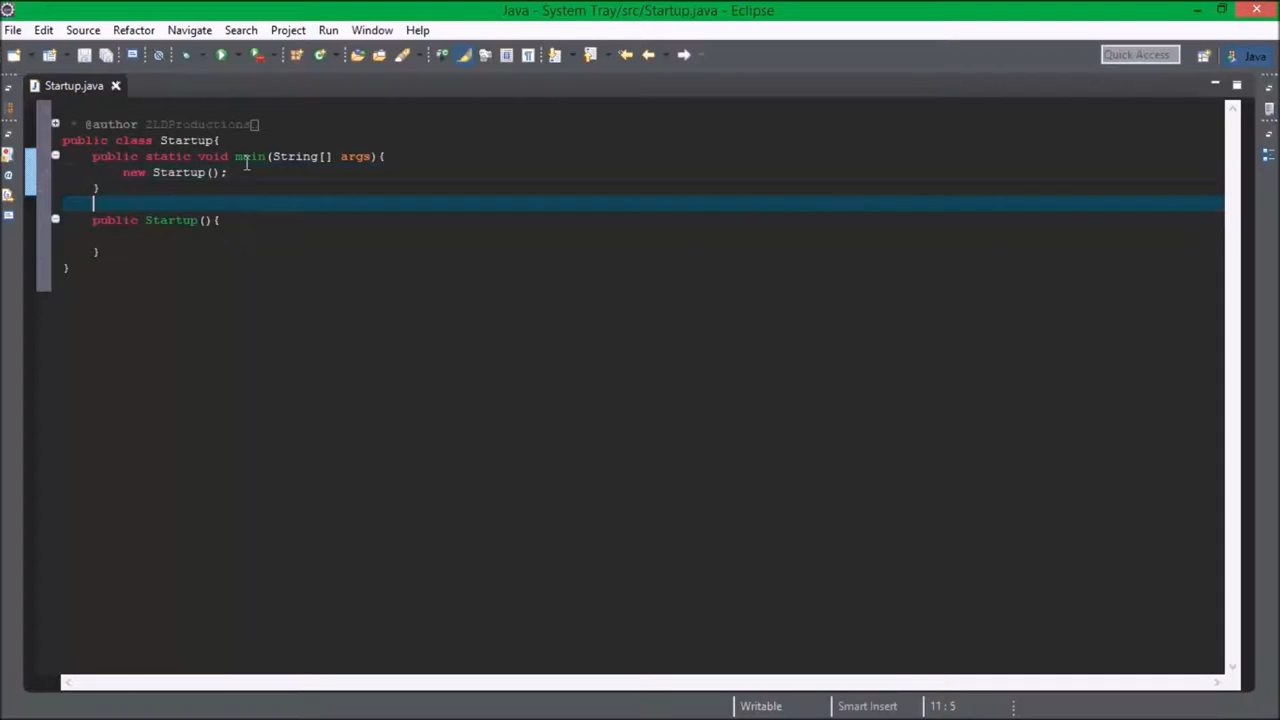 Java - System Tray/src/Startup.java - Eclipse
File Edit Source Refactor Navigate Search Project Run Window Help
Quick Access Java
Startup.java
* @author ZLDProductions
public class Startup{
public static void main(String[] args){
new Startup();
}
public Startup(){
}
}
Writable Smart Insert 11 : 5